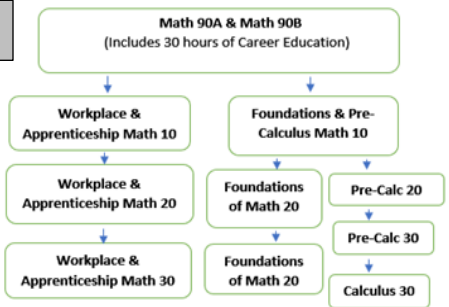 Math 90A & Math 90B
(Includes 30 hours of Career Education)
Workplace &
Apprenticeship Math 10
Foundations & Pre-
Calculus Math 10
Workplace &
Apprenticeship Math 20
Foundations
of Math 20
Pre-Calc 20
Pre-Calc 30
Workplace &
Apprenticeship Math 30
Foundations
of Math 20
Calculus 30